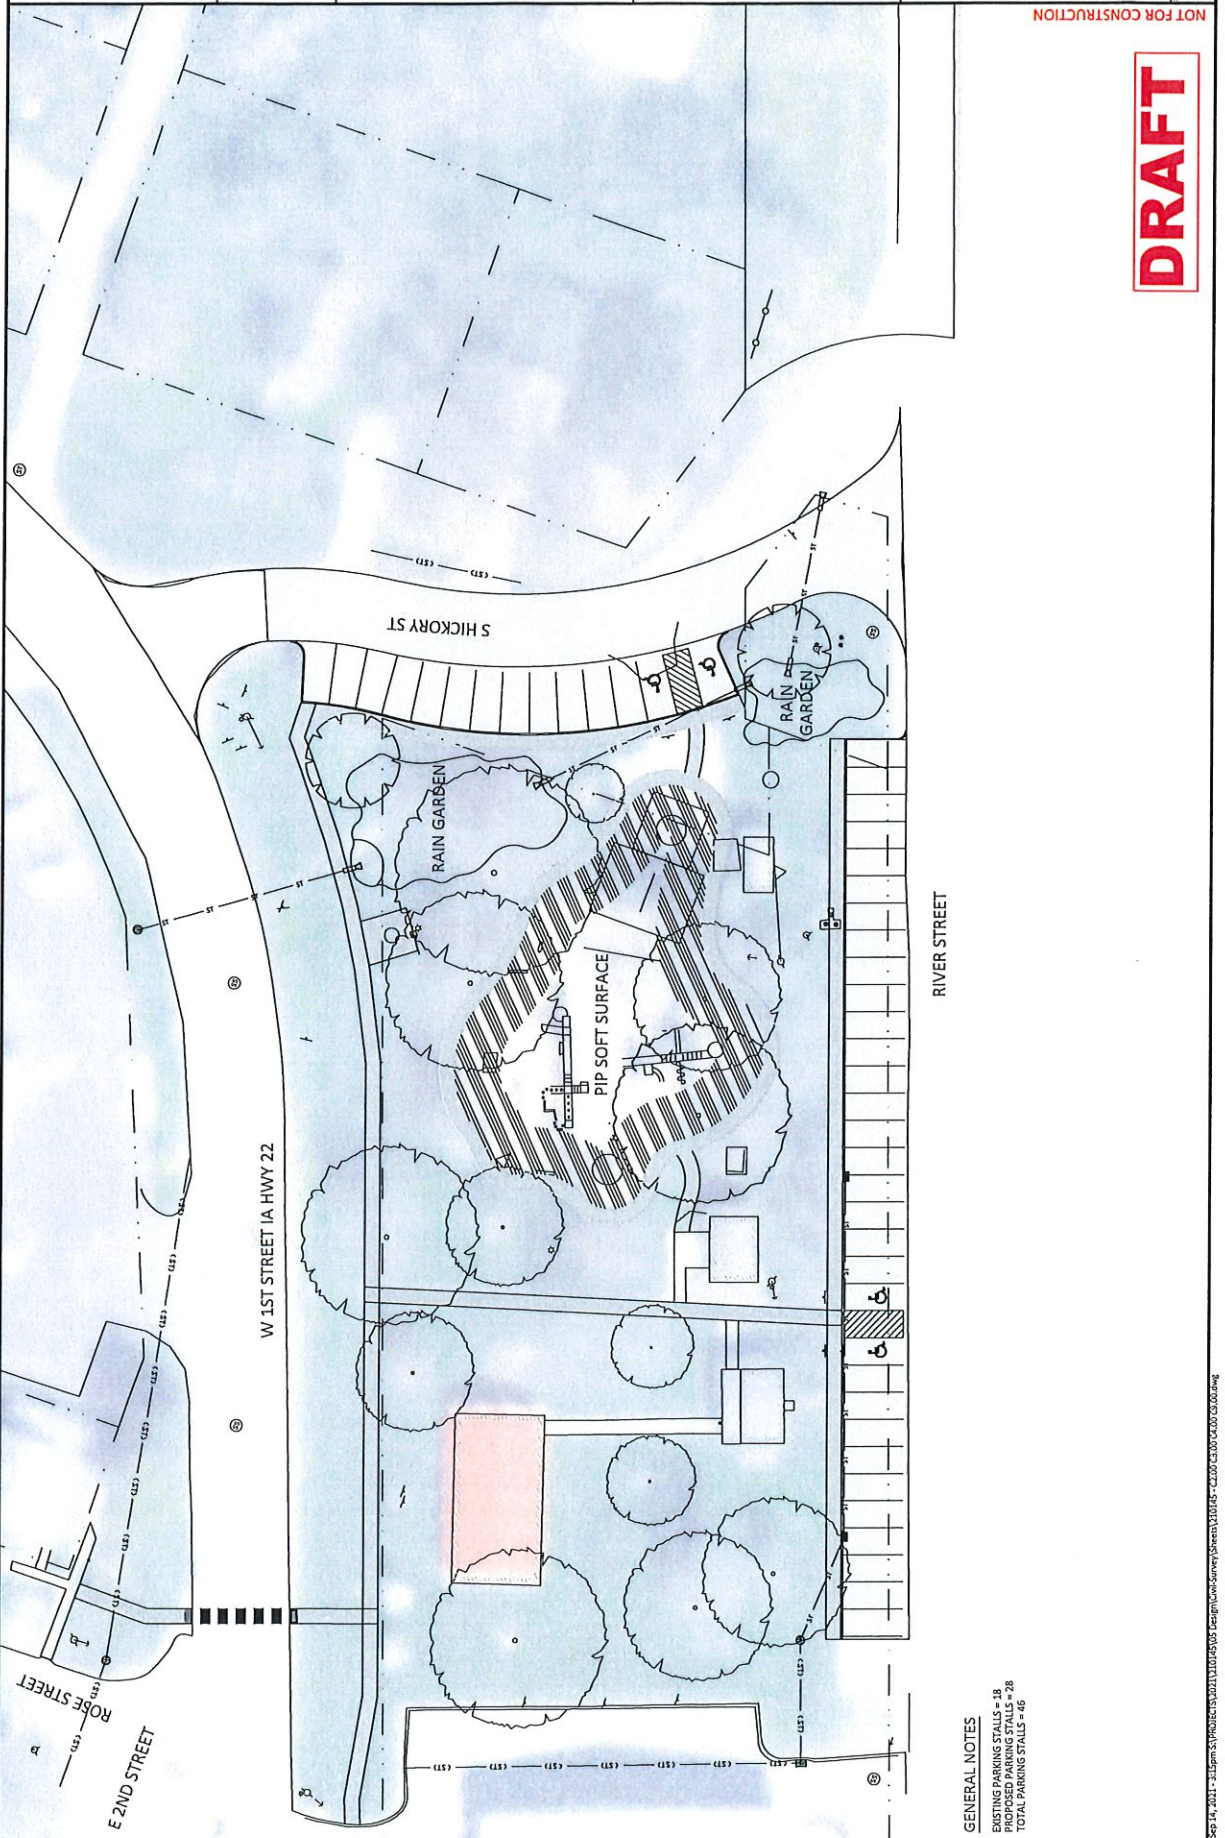 NOT FOR CONSTRUCTION
DRAFT
S HICKORY ST
RAIN
GARDEN
RAIN GARDEN
PIP SOFT SURFACE
RIVER STREET
W 1ST STREET IA HWY 22
ROSE STREET
E 2ND STREET
GENERAL NOTES
EXISTING PARKING STALLS = 18
PROPOSED PARKING STALLS = 28
TOTAL PARKING STALLS = 46